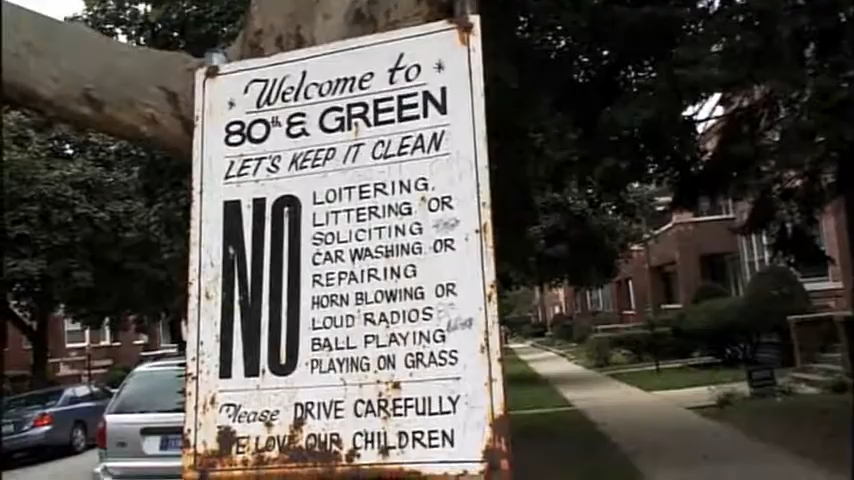 Welcome to
80th & GREEN
LET'S KEEP IT CLEAN
NO
LOITERING,
LITTERING, OR
SOLICITING
CAR WASHING OR
REPAIRING
HORN BLOWING OR
LOUD RADIOS
BALL PLAYING
PLAYING ON GRASS
Please DRIVE CAREFULLY
WE LOVE OUR CHILDREN